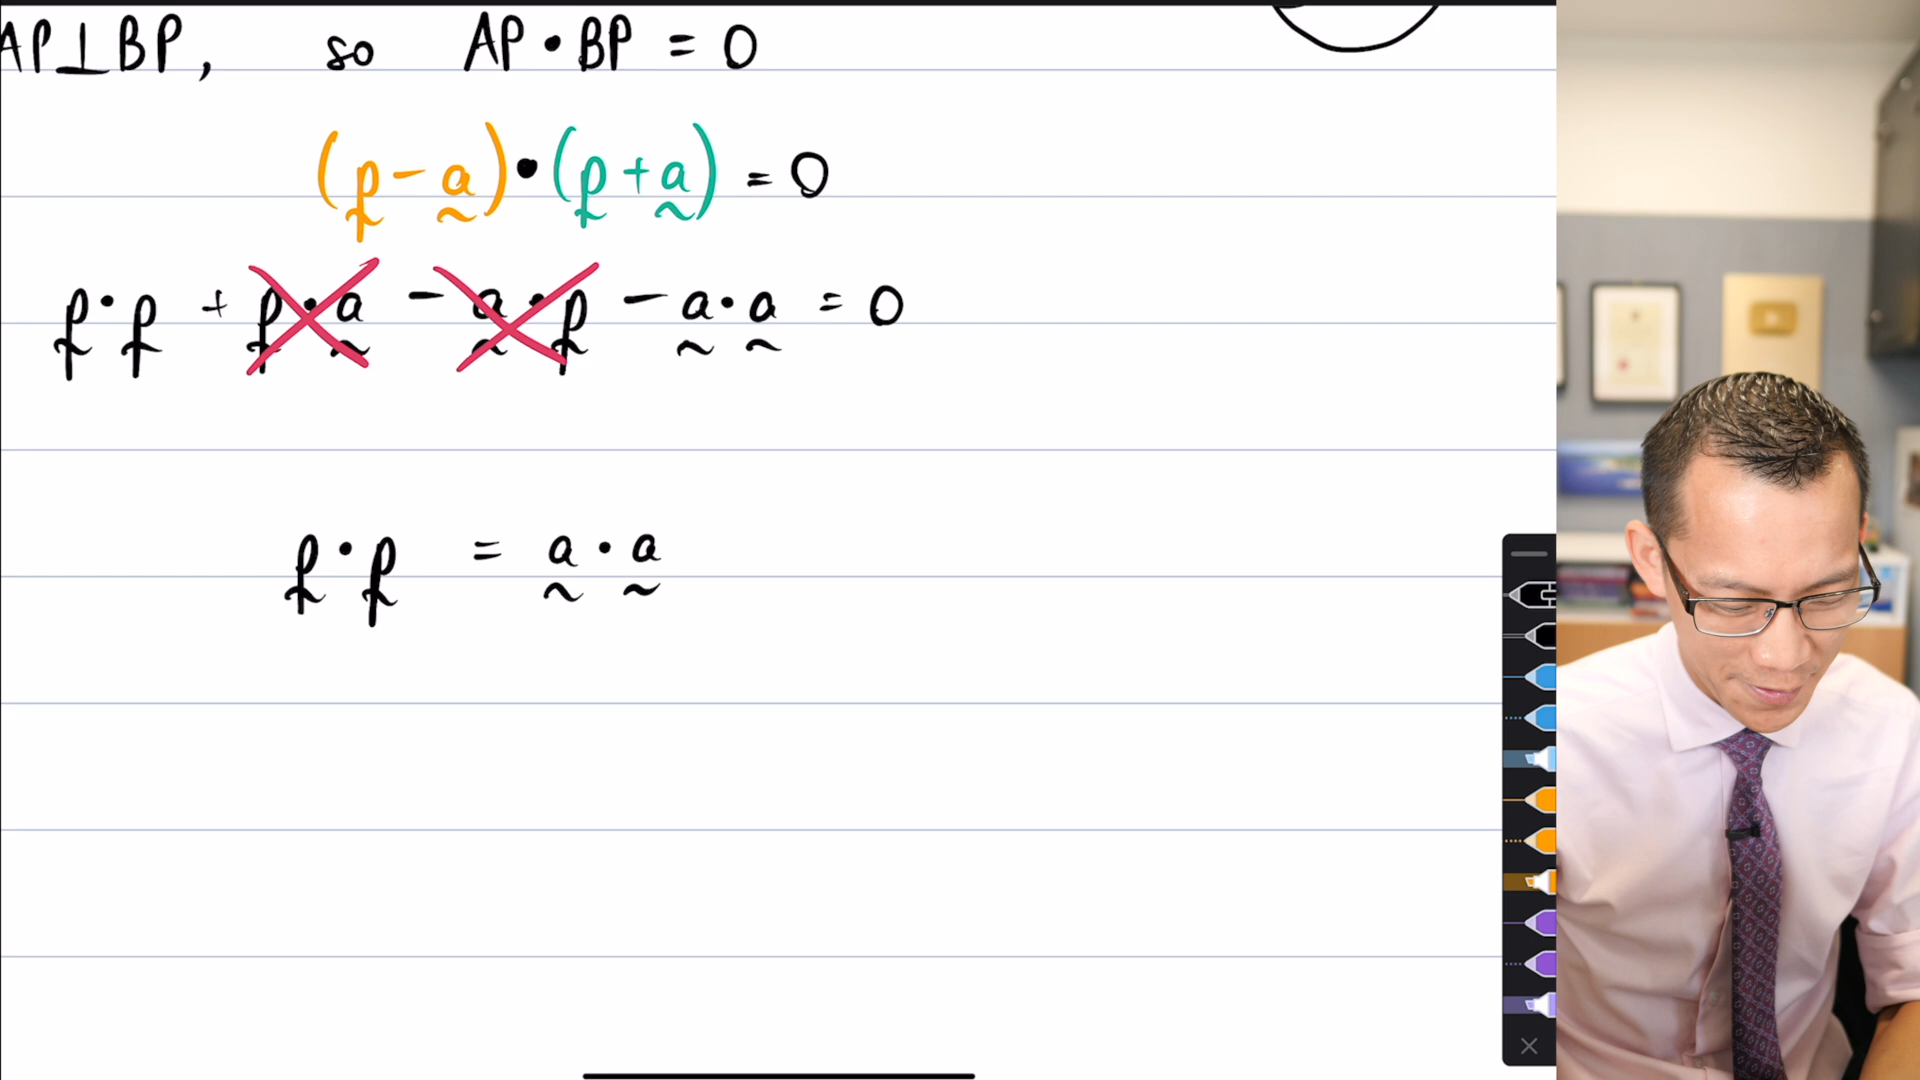 AP⊥BP, so AP • BP = 0
(p̰ - a̰) • (p̰ + a̰) = 0
p̰ • p̰ + p̰ • a̰ - a̰ • p̰ - a̰ • a̰ = 0
p̰ • p̰ = a̰ • a̰